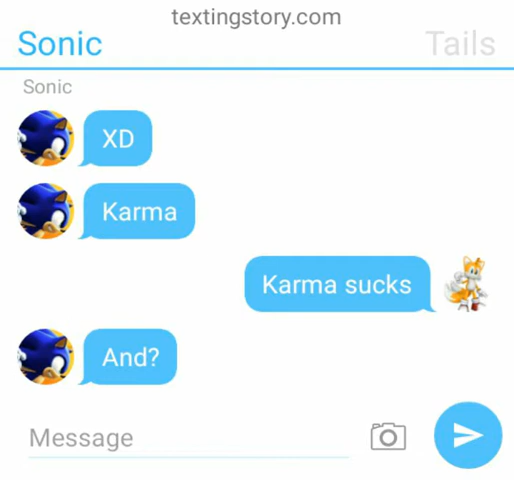 textingstory.com
Sonic
Tails
Sonic
XD
Karma
Karma sucks
And?
Message